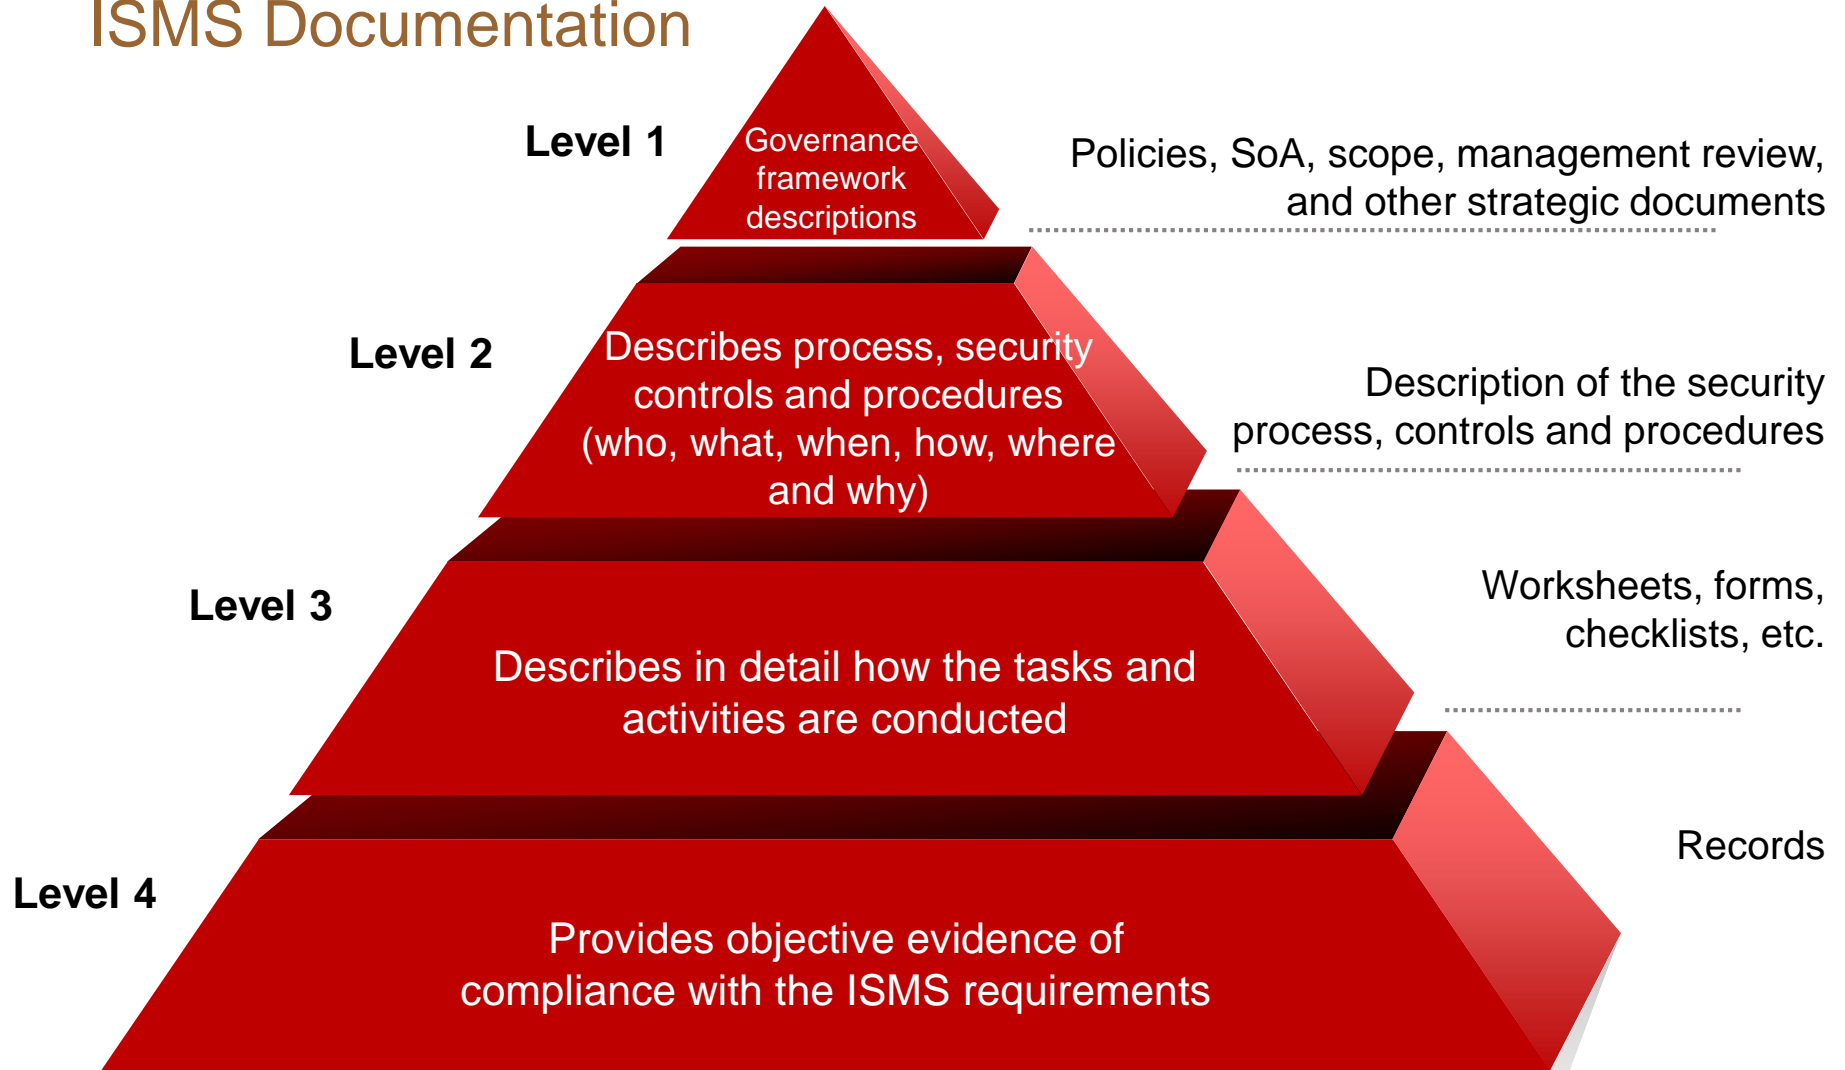 ISMS Documentation
Level 1
Governance
framework
descriptions
Policies, SoA, scope, management review,
and other strategic documents
Level 2
Describes process, security
controls and procedures
(who, what, when, how, where
and why)
Description of the security
process, controls and procedures
Level 3
Describes in detail how the tasks and
activities are conducted
Worksheets, forms,
checklists, etc.
Level 4
Provides objective evidence of
compliance with the ISMS requirements
Records